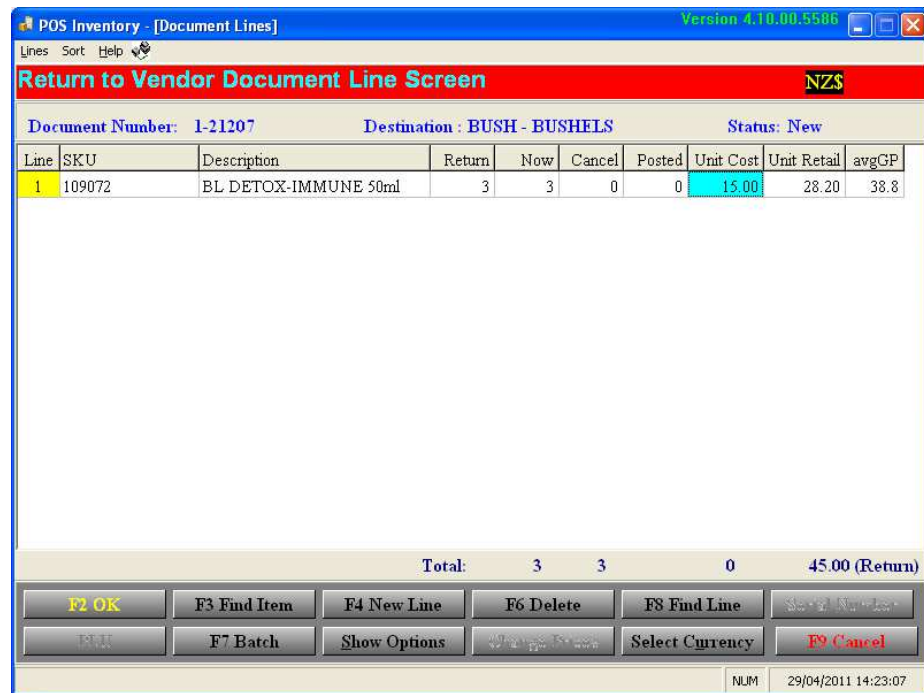 POS Inventory - [Document Lines] Version 4.10.00.5586
Lines Sort Help
Return to Vendor Document Line Screen NZ$
Document Number: 1-21207 Destination : BUSH - BUSHELS Status: New
Line SKU Description Return Now Cancel Posted Unit Cost Unit Retail avgGP
1 109072 BL DETOX-IMMUNE 50ml 3 3 0 0 15.00 28.20 38.8
Total: 3 3 0 45.00 (Return)
F2 OK F3 Find Item F4 New Line F6 Delete F8 Find Line Serial Number
F7 Batch Show Options Select Currency F9 Cancel
NUM 29/04/2011 14:23:07